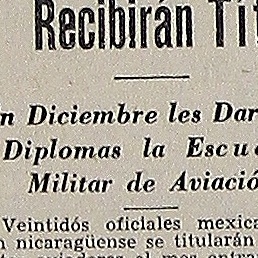 Recibirán Tít
n Diciembre les Dar
Diplomas la Escu
Militar de Aviació
Veintidós oficiales mexica
n nicaragüense se titularán